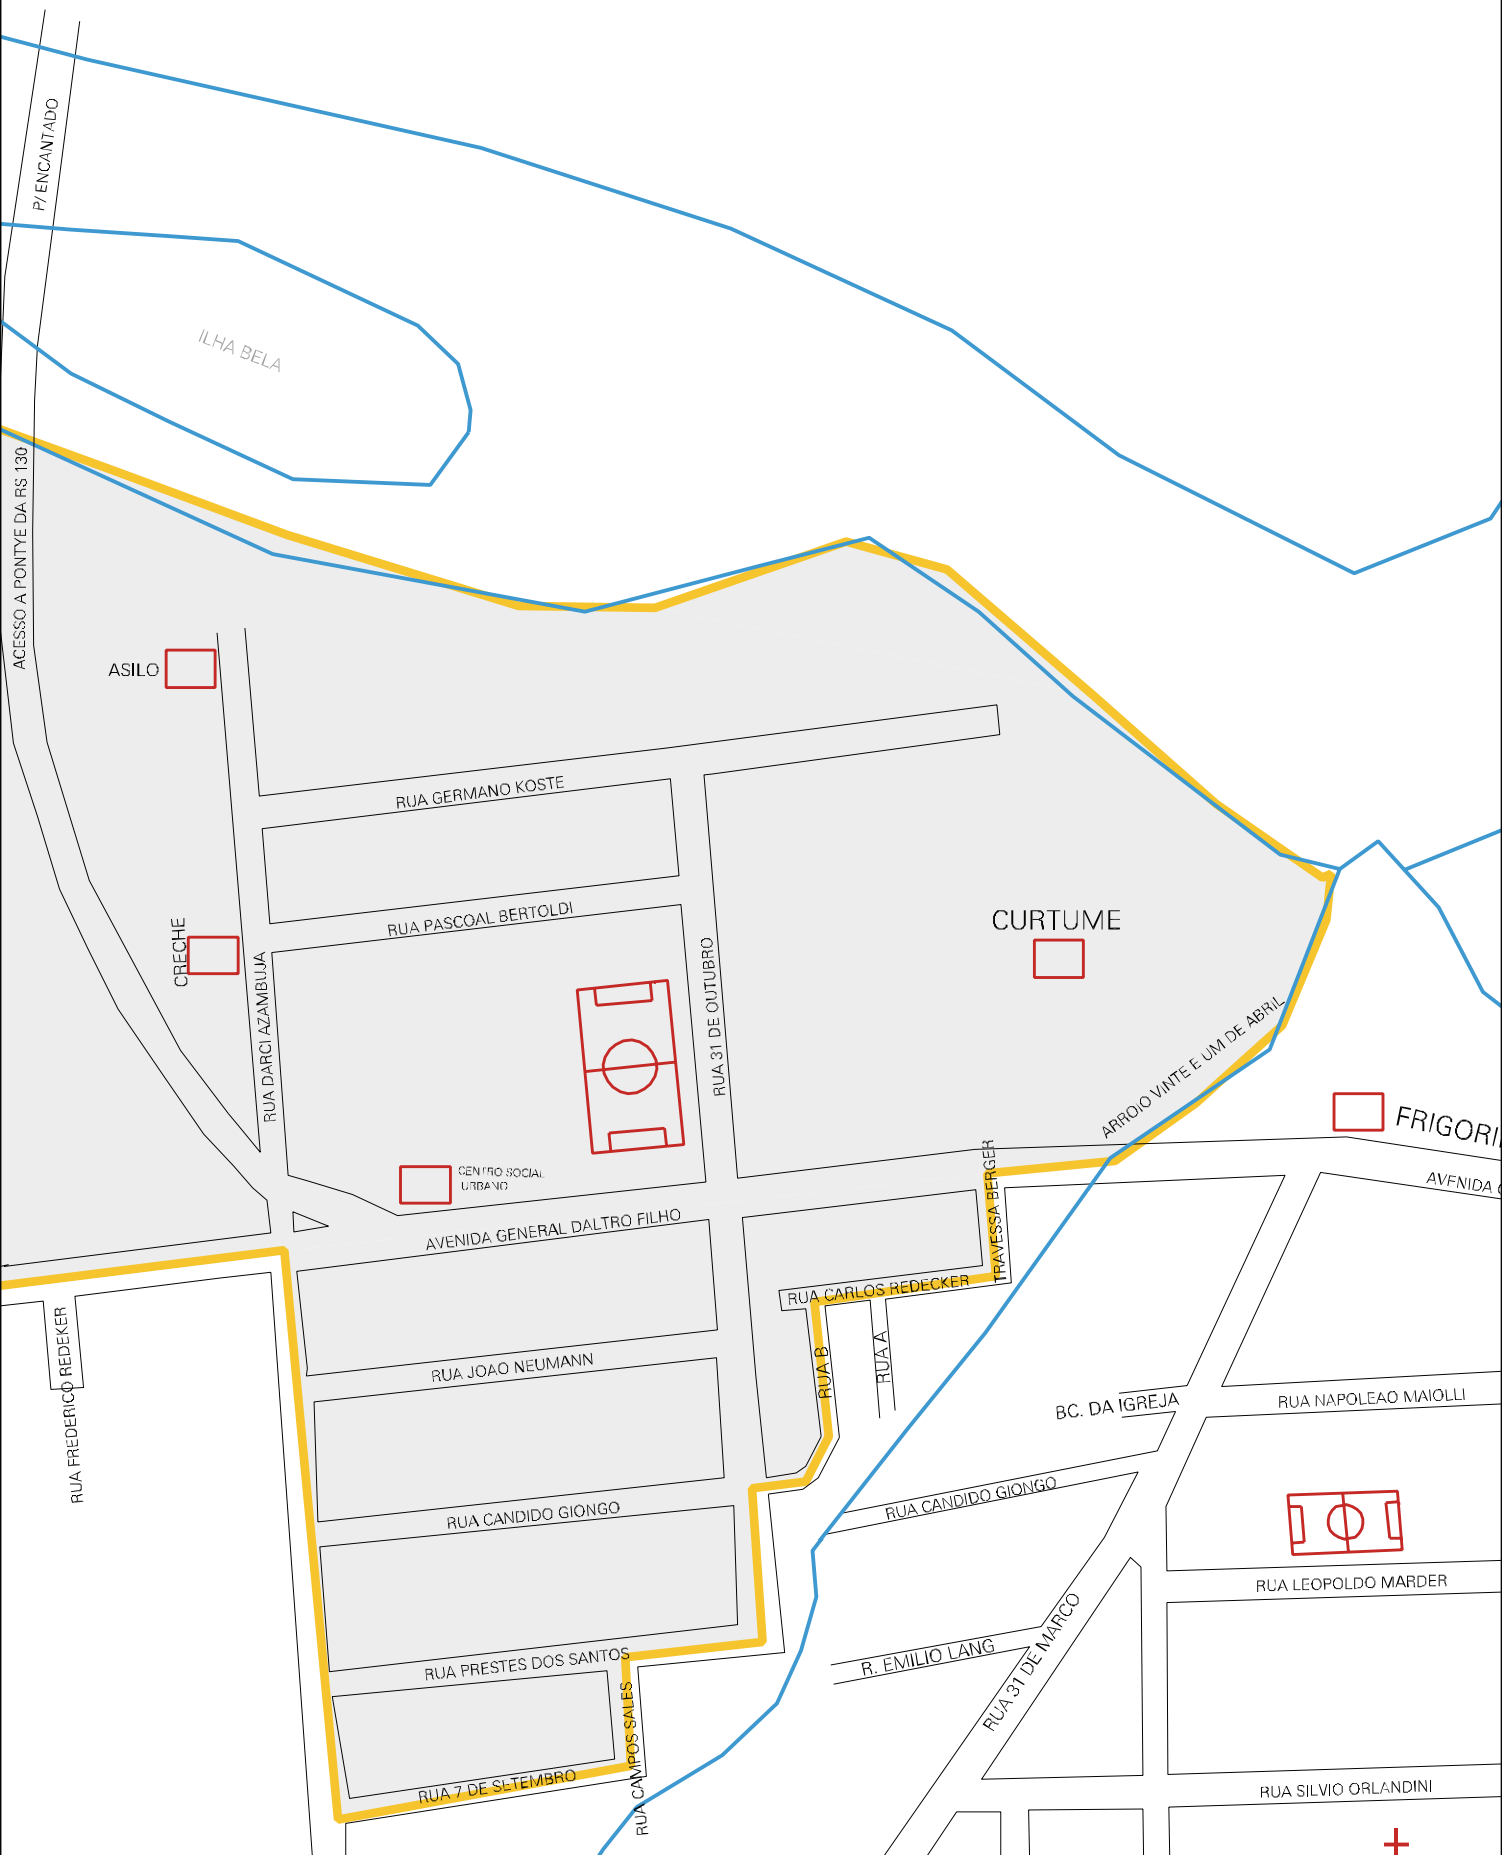 P/ ENCANTADO
ILHA BELA
ACESSO A PONTYE DA RS 130
ASILO
RUA GERMANO KOSTE
RUA PASCOAL BERTOLDI
CURTUME
CRECHE
RUA DARCI AZAMBUJA
RUA 31 DE OUTUBRO
ARROIO VINTE E UM DE ABRIL
FRIGORI
CENTRO SOCIAL
URBANO
AVENIDA GENERAL DALTRO FILHO
TRAVESSA BERGER
AVENIDA
RUA CARLOS REDECKER
RUA FREDERICO REDEKER
RUA JOAO NEUMANN
RUA B
RUA A
BC. DA IGREJA
RUA NAPOLEAO MAIOLLI
RUA CANDIDO GIONGO
RUA CANDIDO GIONGO
RUA LEOPOLDO MARDER
RUA PRESTES DOS SANTOS
R. EMILIO LANG
RUA 31 DE MARCO
RUA CAMPOS SALES
RUA 7 DE SETEMBRO
RUA SILVIO ORLANDINI